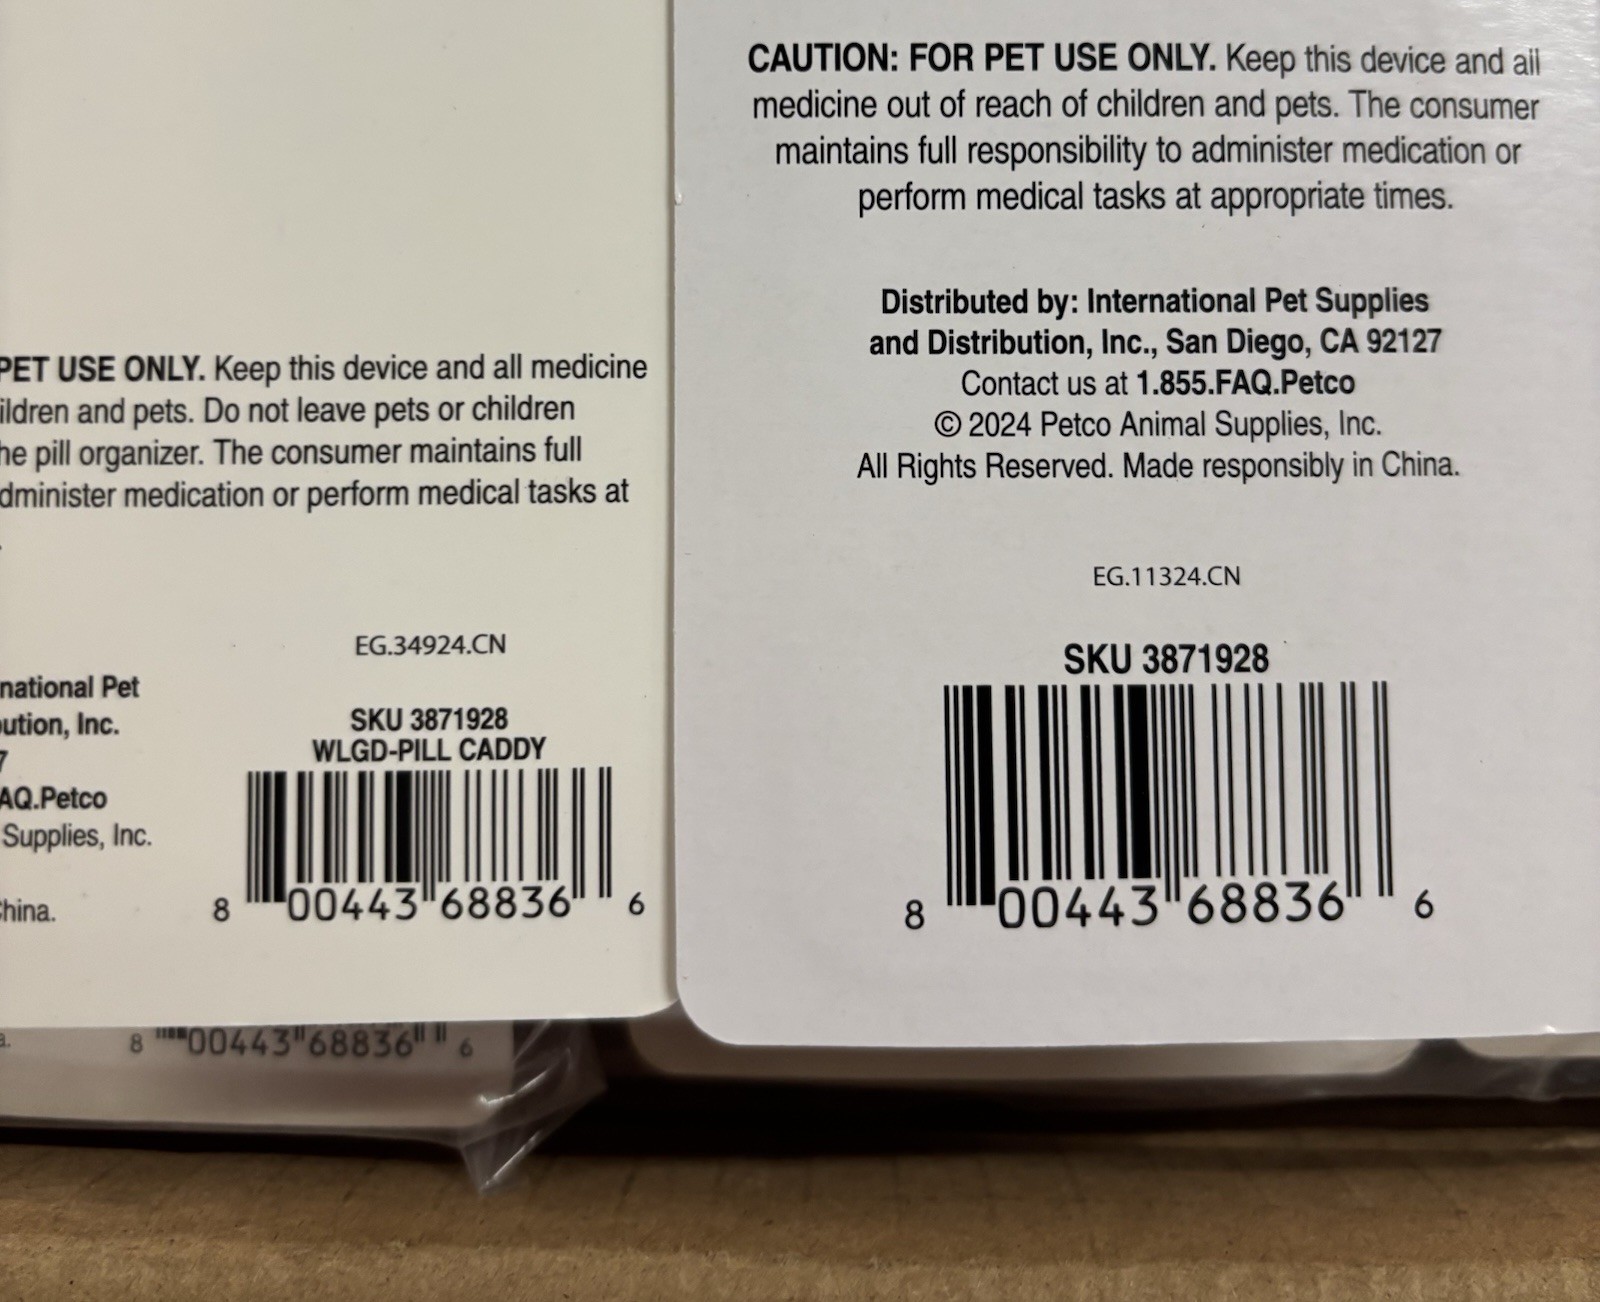 PET USE ONLY. Keep this device and all medicine
ildren and pets. Do not leave pets or children
he pill organizer. The consumer maintains full
dminister medication or perform medical tasks at
EG.34924.CN
national Pet
ution, Inc.
7
AQ.Petco
Supplies, Inc.
hina.
SKU 3871928
WLGD-PILL CADDY
8 00443 68836 6
a.
8 00443 68836 6
CAUTION: FOR PET USE ONLY. Keep this device and all
medicine out of reach of children and pets. The consumer
maintains full responsibility to administer medication or
perform medical tasks at appropriate times.
Distributed by: International Pet Supplies
and Distribution, Inc., San Diego, CA 92127
Contact us at 1.855.FAQ.Petco
© 2024 Petco Animal Supplies, Inc.
All Rights Reserved. Made responsibly in China.
EG.11324.CN
SKU 3871928
8 00443 68836 6